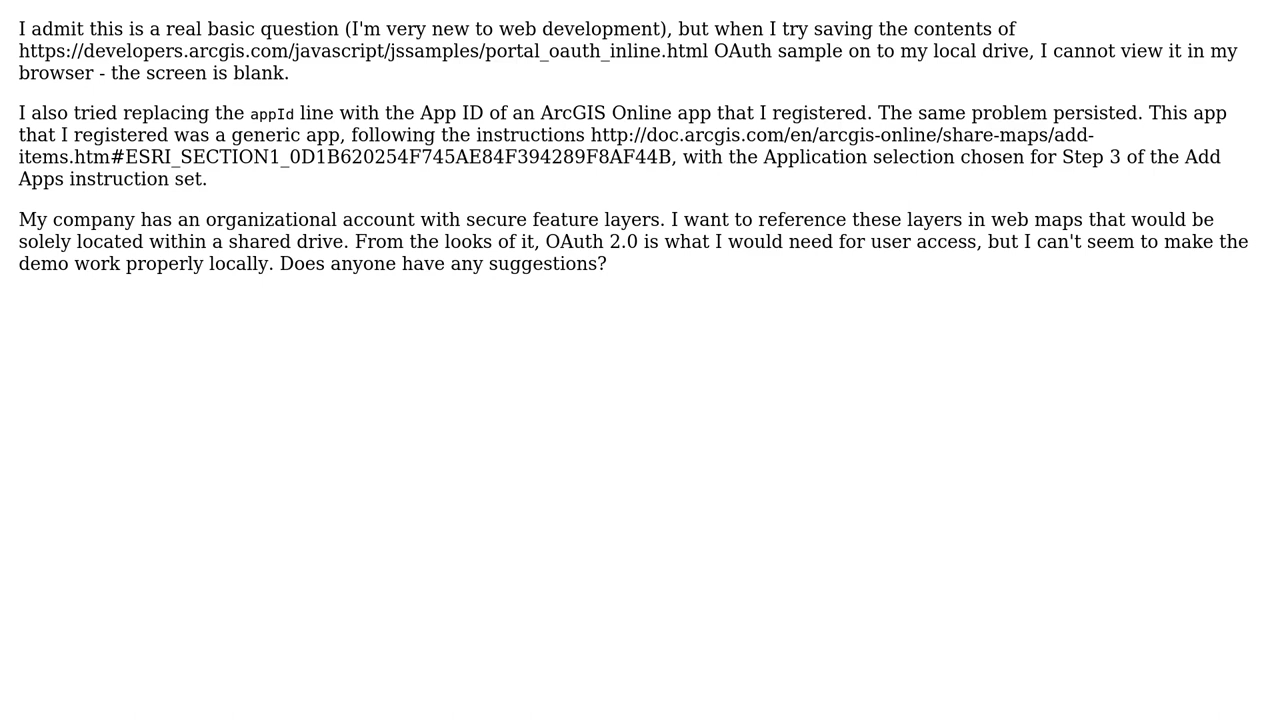 I admit this is a real basic question (I'm very new to web development), but when I try saving the contents of
https://developers.arcgis.com/javascript/jssamples/portal_oauth_inline.html OAuth sample on to my local drive, I cannot view it in my
browser - the screen is blank.
I also tried replacing the appId line with the App ID of an ArcGIS Online app that I registered. The same problem persisted. This app
that I registered was a generic app, following the instructions http://doc.arcgis.com/en/arcgis-online/share-maps/add-
items.htm#ESRI_SECTION1_0D1B620254F745AE84F394289F8AF44B, with the Application selection chosen for Step 3 of the Add
Apps instruction set.
My company has an organizational account with secure feature layers. I want to reference these layers in web maps that would be
solely located within a shared drive. From the looks of it, OAuth 2.0 is what I would need for user access, but I can't seem to make the
demo work properly locally. Does anyone have any suggestions?